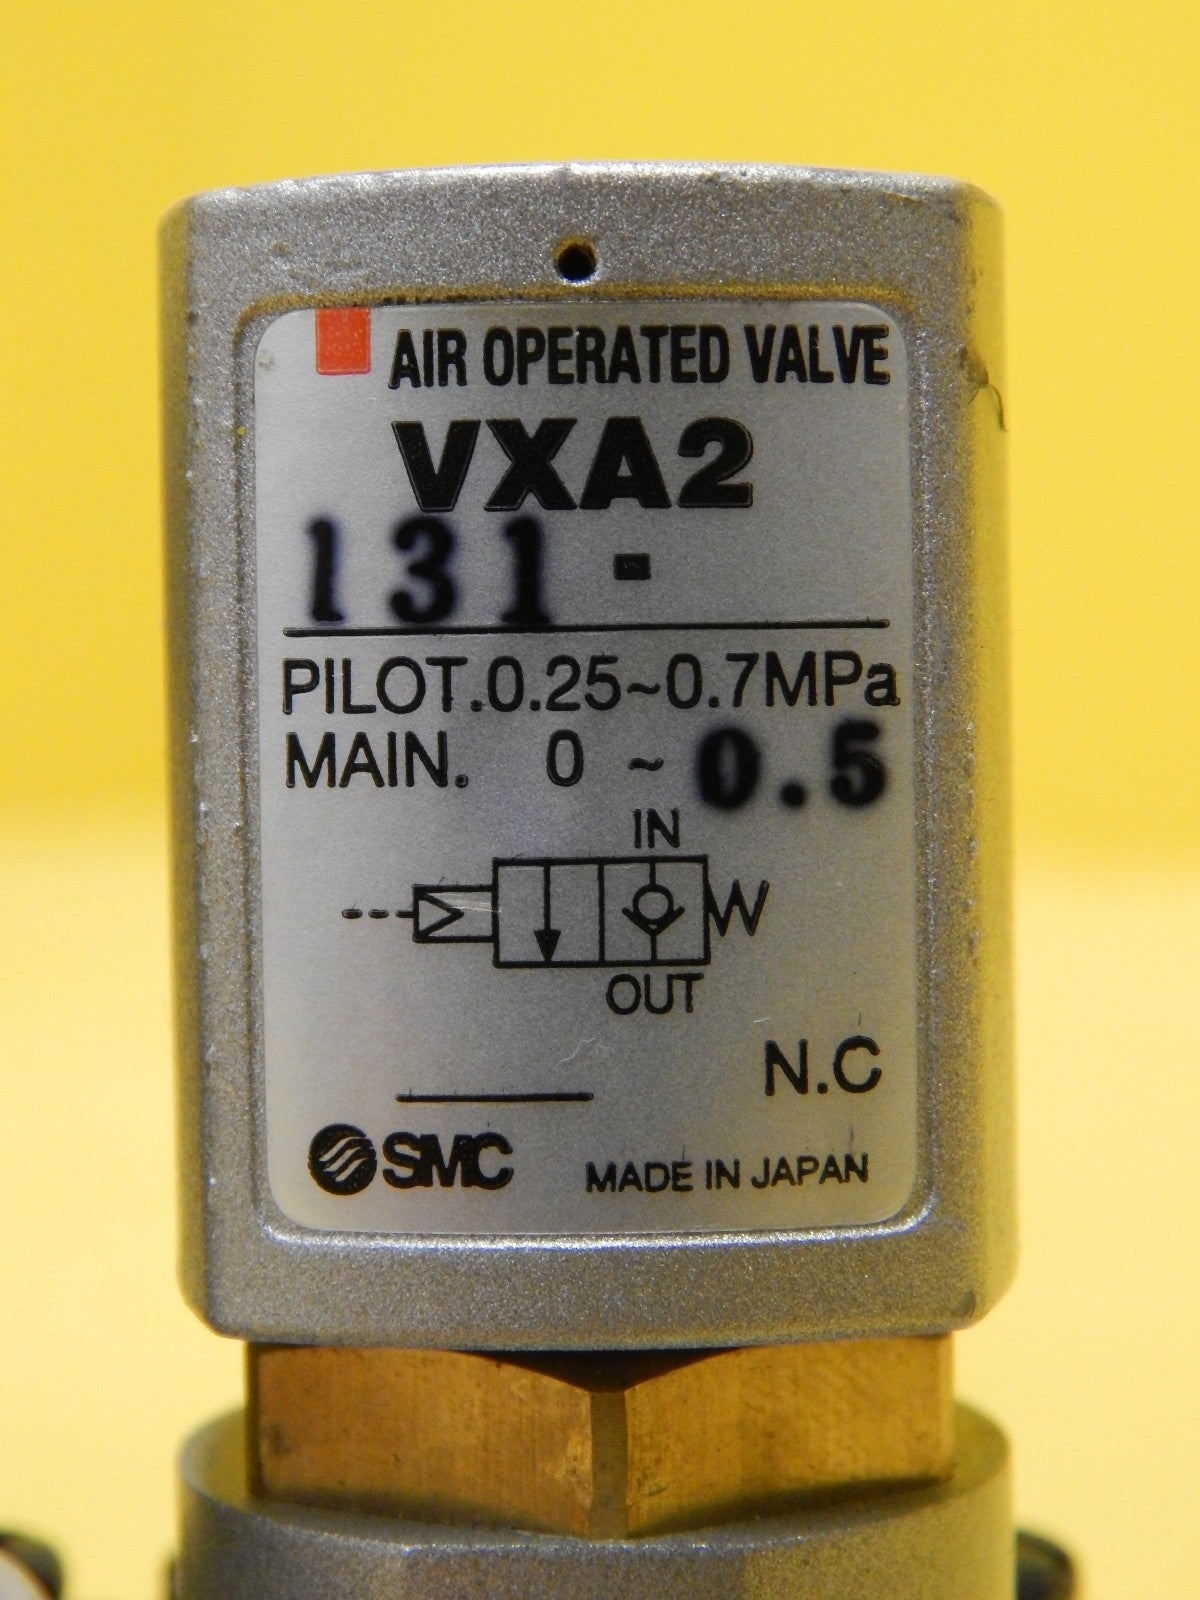 AIR OPERATED VALVE
VXA2
131 -
PILOT.0.25~0.7MPa
MAIN. 0 ~ 0.5
IN
OUT
N.C
SMC MADE IN JAPAN